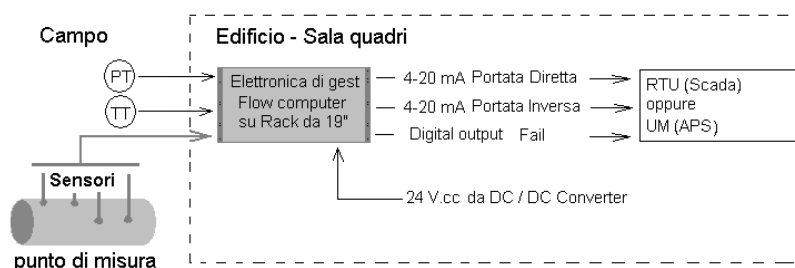 Campo
Edificio - Sala quadri
PT
TT
Elettronica di gest
Flow computer
su Rack da 19"
4-20 mA Portata Diretta
4-20 mA Portata Inversa
Digital output Fail
RTU (Scada)
oppure
UM (APS)
24 V.cc da DC / DC Converter
Sensori
punto di misura